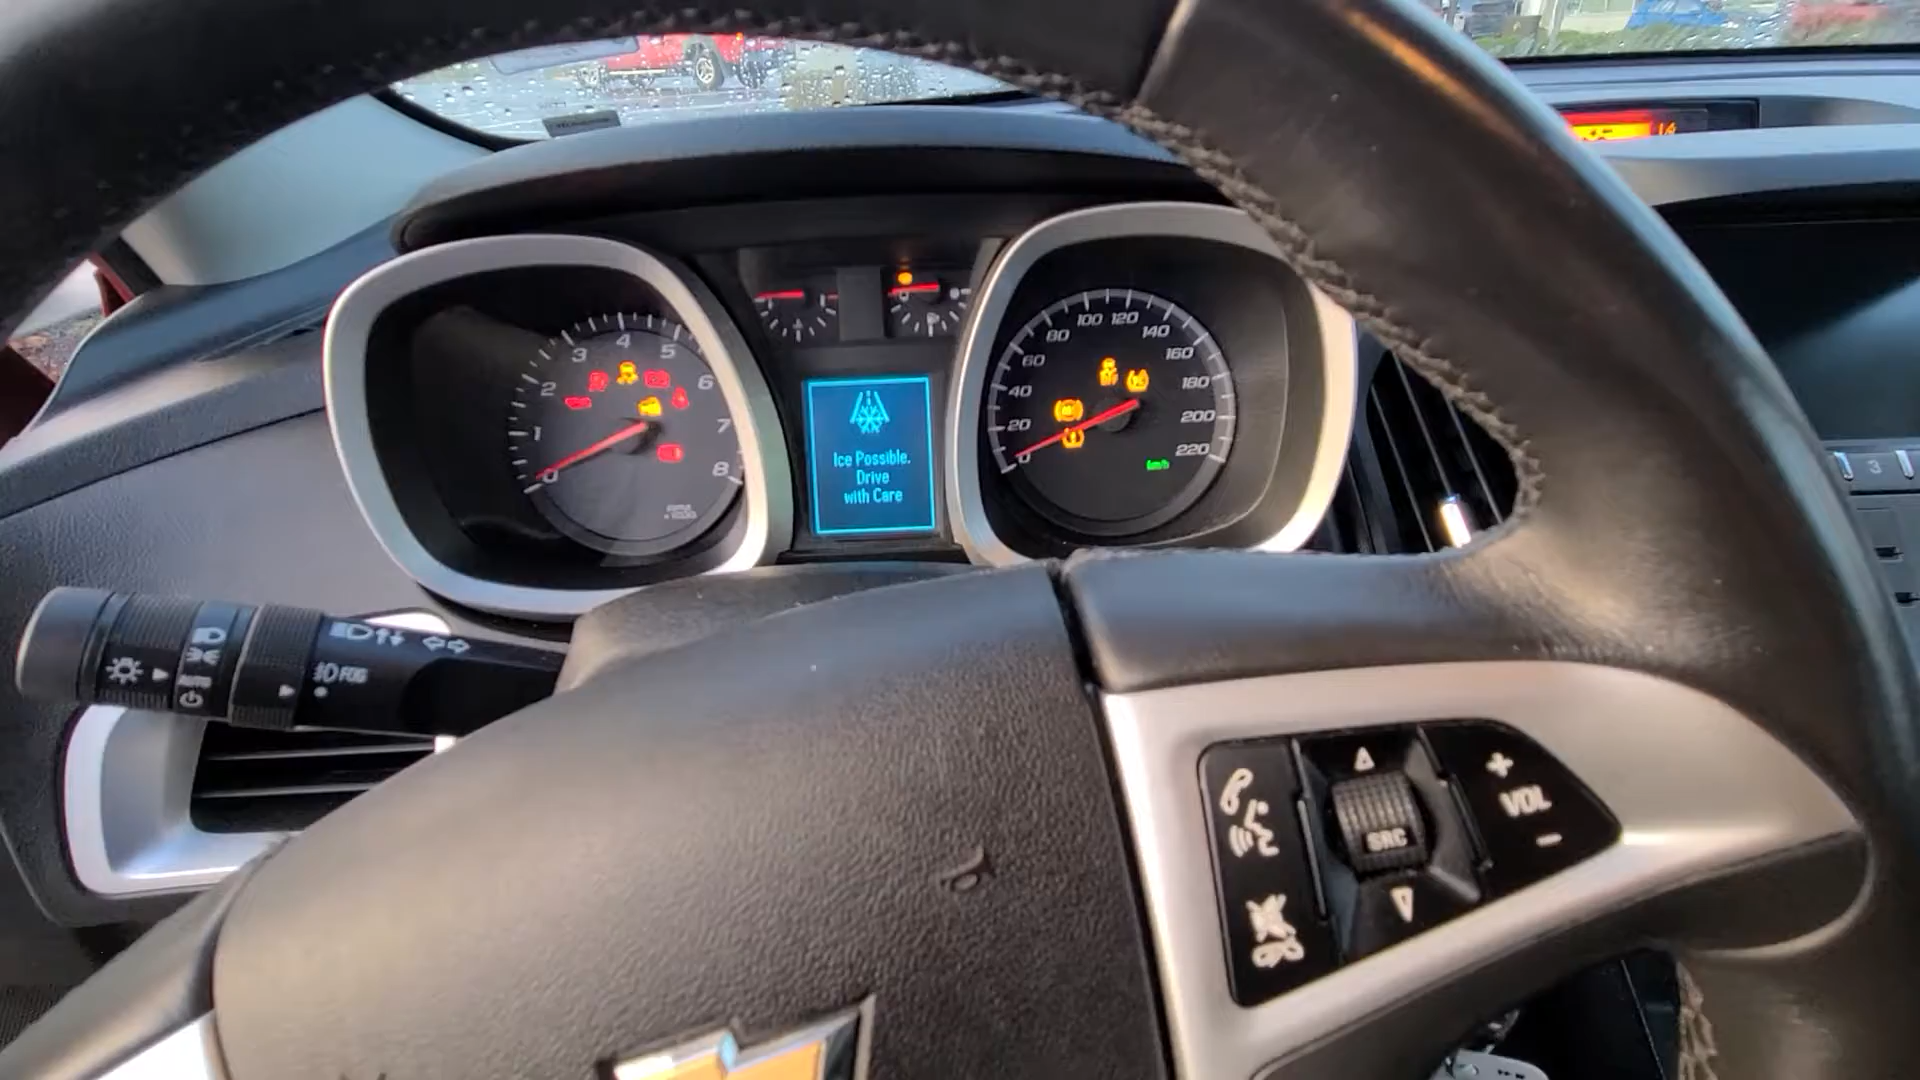 1 2 3 4 5 6 7 8
0
Ice Possible.
Drive
with Care
0 20 40 60 80 100 120 140 160 180 200 220
km/h
3
AUTO
FOG
+
VOL
-
SRC